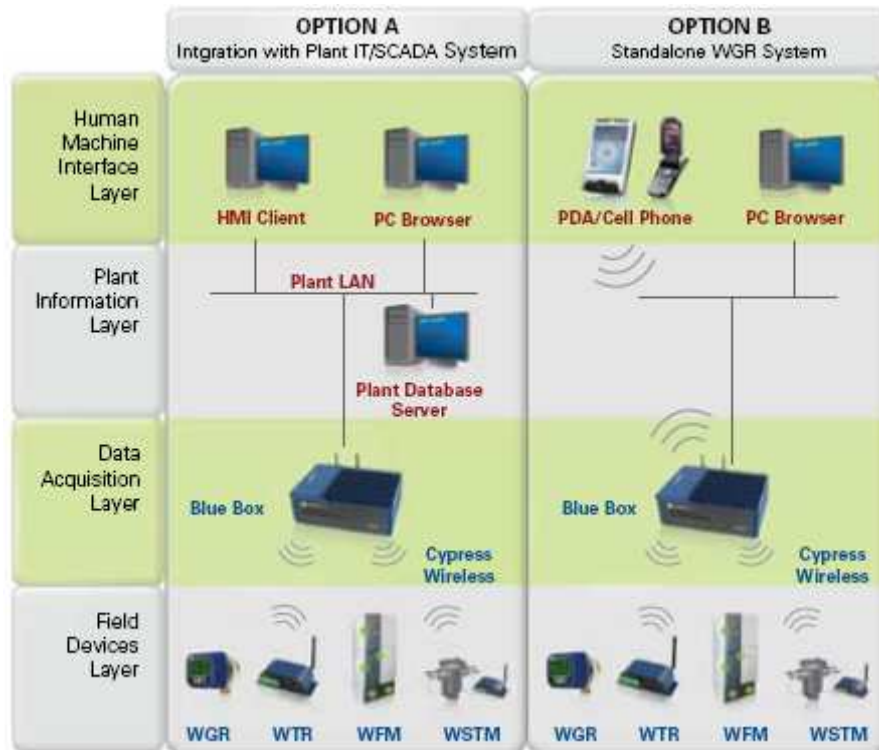 OPTION A
Intgration with Plant IT/SCADA System
OPTION B
Standalone WGR System
Human
Machine
Interface
Layer
HMI Client
PC Browser
PDA/Cell Phone
PC Browser
Plant
Information
Layer
Plant LAN
Plant Database
Server
Data
Acquisition
Layer
Blue Box
Cypress
Wireless
Blue Box
Cypress
Wireless
Field
Devices
Layer
WGR
WTR
WFM
WSTM
WGR
WTR
WFM
WSTM